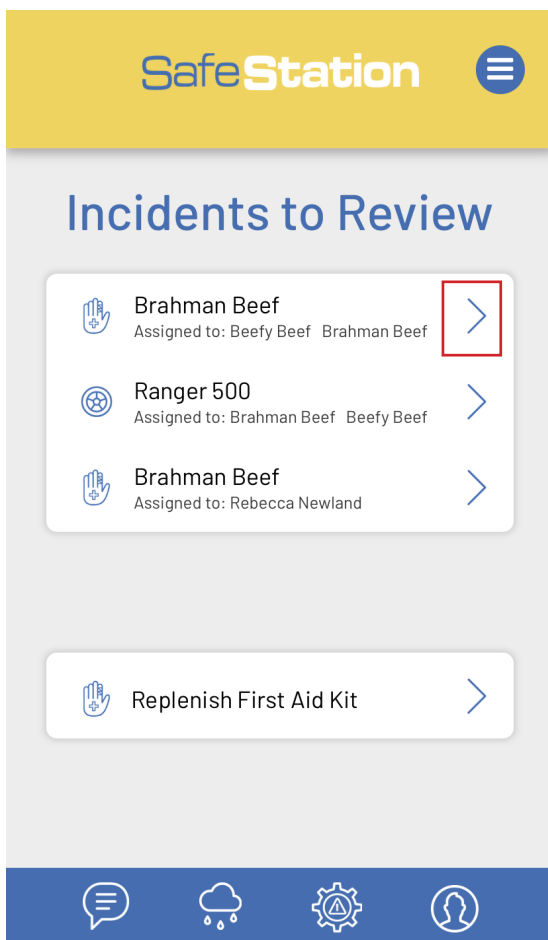 SafeStation
Incidents to Review
Brahman Beef
Assigned to: Beefy Beef Brahman Beef
Ranger 500
Assigned to: Brahman Beef Beefy Beef
Brahman Beef
Assigned to: Rebecca Newland
Replenish First Aid Kit